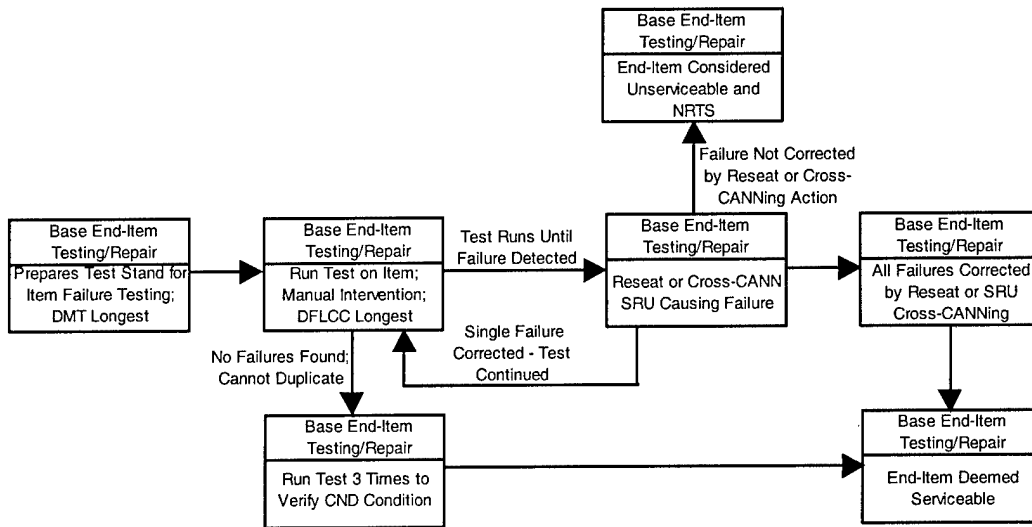 Base End-Item
Testing/Repair
End-Item Considered
Unserviceable and
NRTS
Failure Not Corrected
by Reseat or Cross-
CANNing Action
Base End-Item
Testing/Repair
Prepares Test Stand for
Item Failure Testing;
DMT Longest
Base End-Item
Testing/Repair
Run Test on Item;
Manual Intervention;
DFLCC Longest
Test Runs Until
Failure Detected
Base End-Item
Testing/Repair
Reseat or Cross-CANN
SRU Causing Failure
Base End-Item
Testing/Repair
All Failures Corrected
by Reseat or SRU
Cross-CANNing
Single Failure
Corrected - Test
Continued
No Failures Found;
Cannot Duplicate
Base End-Item
Testing/Repair
Run Test 3 Times to
Verify CND Condition
Base End-Item
Testing/Repair
End-Item Deemed
Serviceable